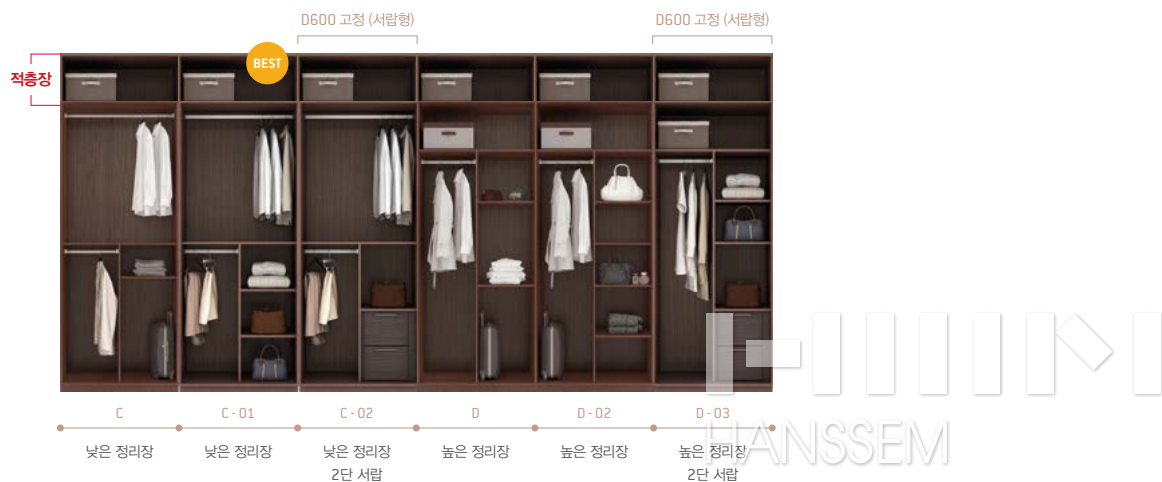 D600 고정 (서랍형)
D600 고정 (서랍형)
적층장
BEST
C
C - 01
C - 02
D
D - 02
D - 03
낮은 정리장
낮은 정리장
낮은 정리장
2단 서랍
높은 정리장
높은 정리장
높은 정리장
2단 서랍
HANSSEM